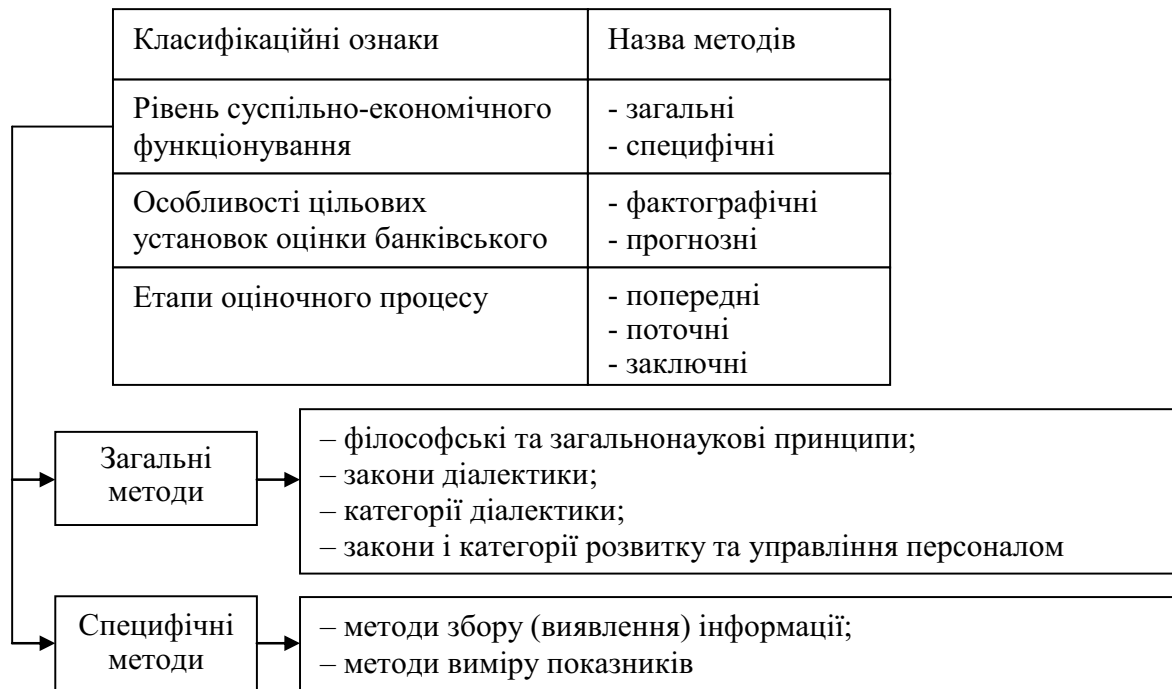 Класифікаційні ознаки
Назва методів
Рівень суспільно-економічного
функціонування
- загальні
- специфічні
Особливості цільових
установок оцінки банківського
- фактографічні
- прогнозні
Етапи оціночного процесу
- попередні
- поточні
- заключні
Загальні
методи
– філософські та загальнонаукові принципи;
– закони діалектики;
– категорії діалектики;
– закони і категорії розвитку та управління персоналом
Специфічні
методи
– методи збору (виявлення) інформації;
– методи виміру показників